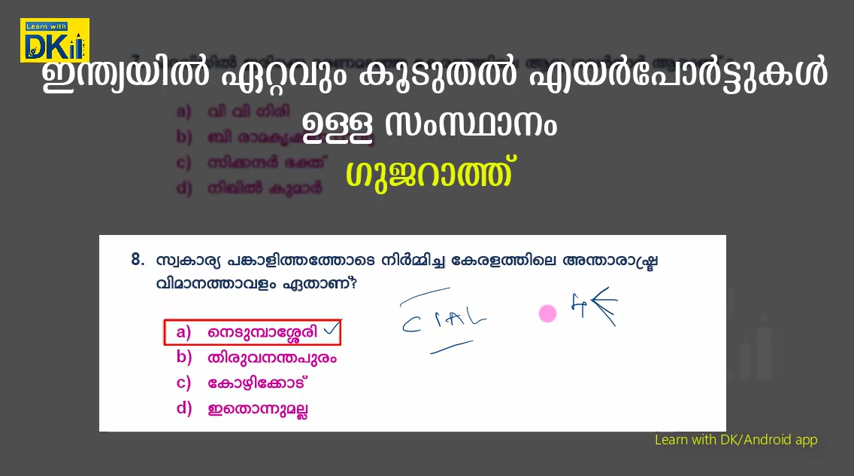 Learn with
DK
ഇന്ത്യയിൽ ഏറ്റവും കൂടുതൽ എയർപോർട്ടുകൾ
ഉള്ള സംസ്ഥാനം
ഗുജറാത്ത്
a) വി വി ഗിരി
b) ബി രാമകൃഷ്
c) സിക്കന്ദർ ഭക്ത്
d) നിഖിൽ കുമാർ
8. സ്വകാര്യ പങ്കാളിത്തത്തോടെ നിർമ്മിച്ച കേരളത്തിലെ അന്താരാഷ്ട്ര
വിമാനത്താവളം ഏതാണ്?
a) നെടുമ്പാശ്ശേരി
b) തിരുവനന്തപുരം
c) കോഴിക്കോട്
d) ഇതൊന്നുമല്ല
CIAL 4
Learn with DK/Android app